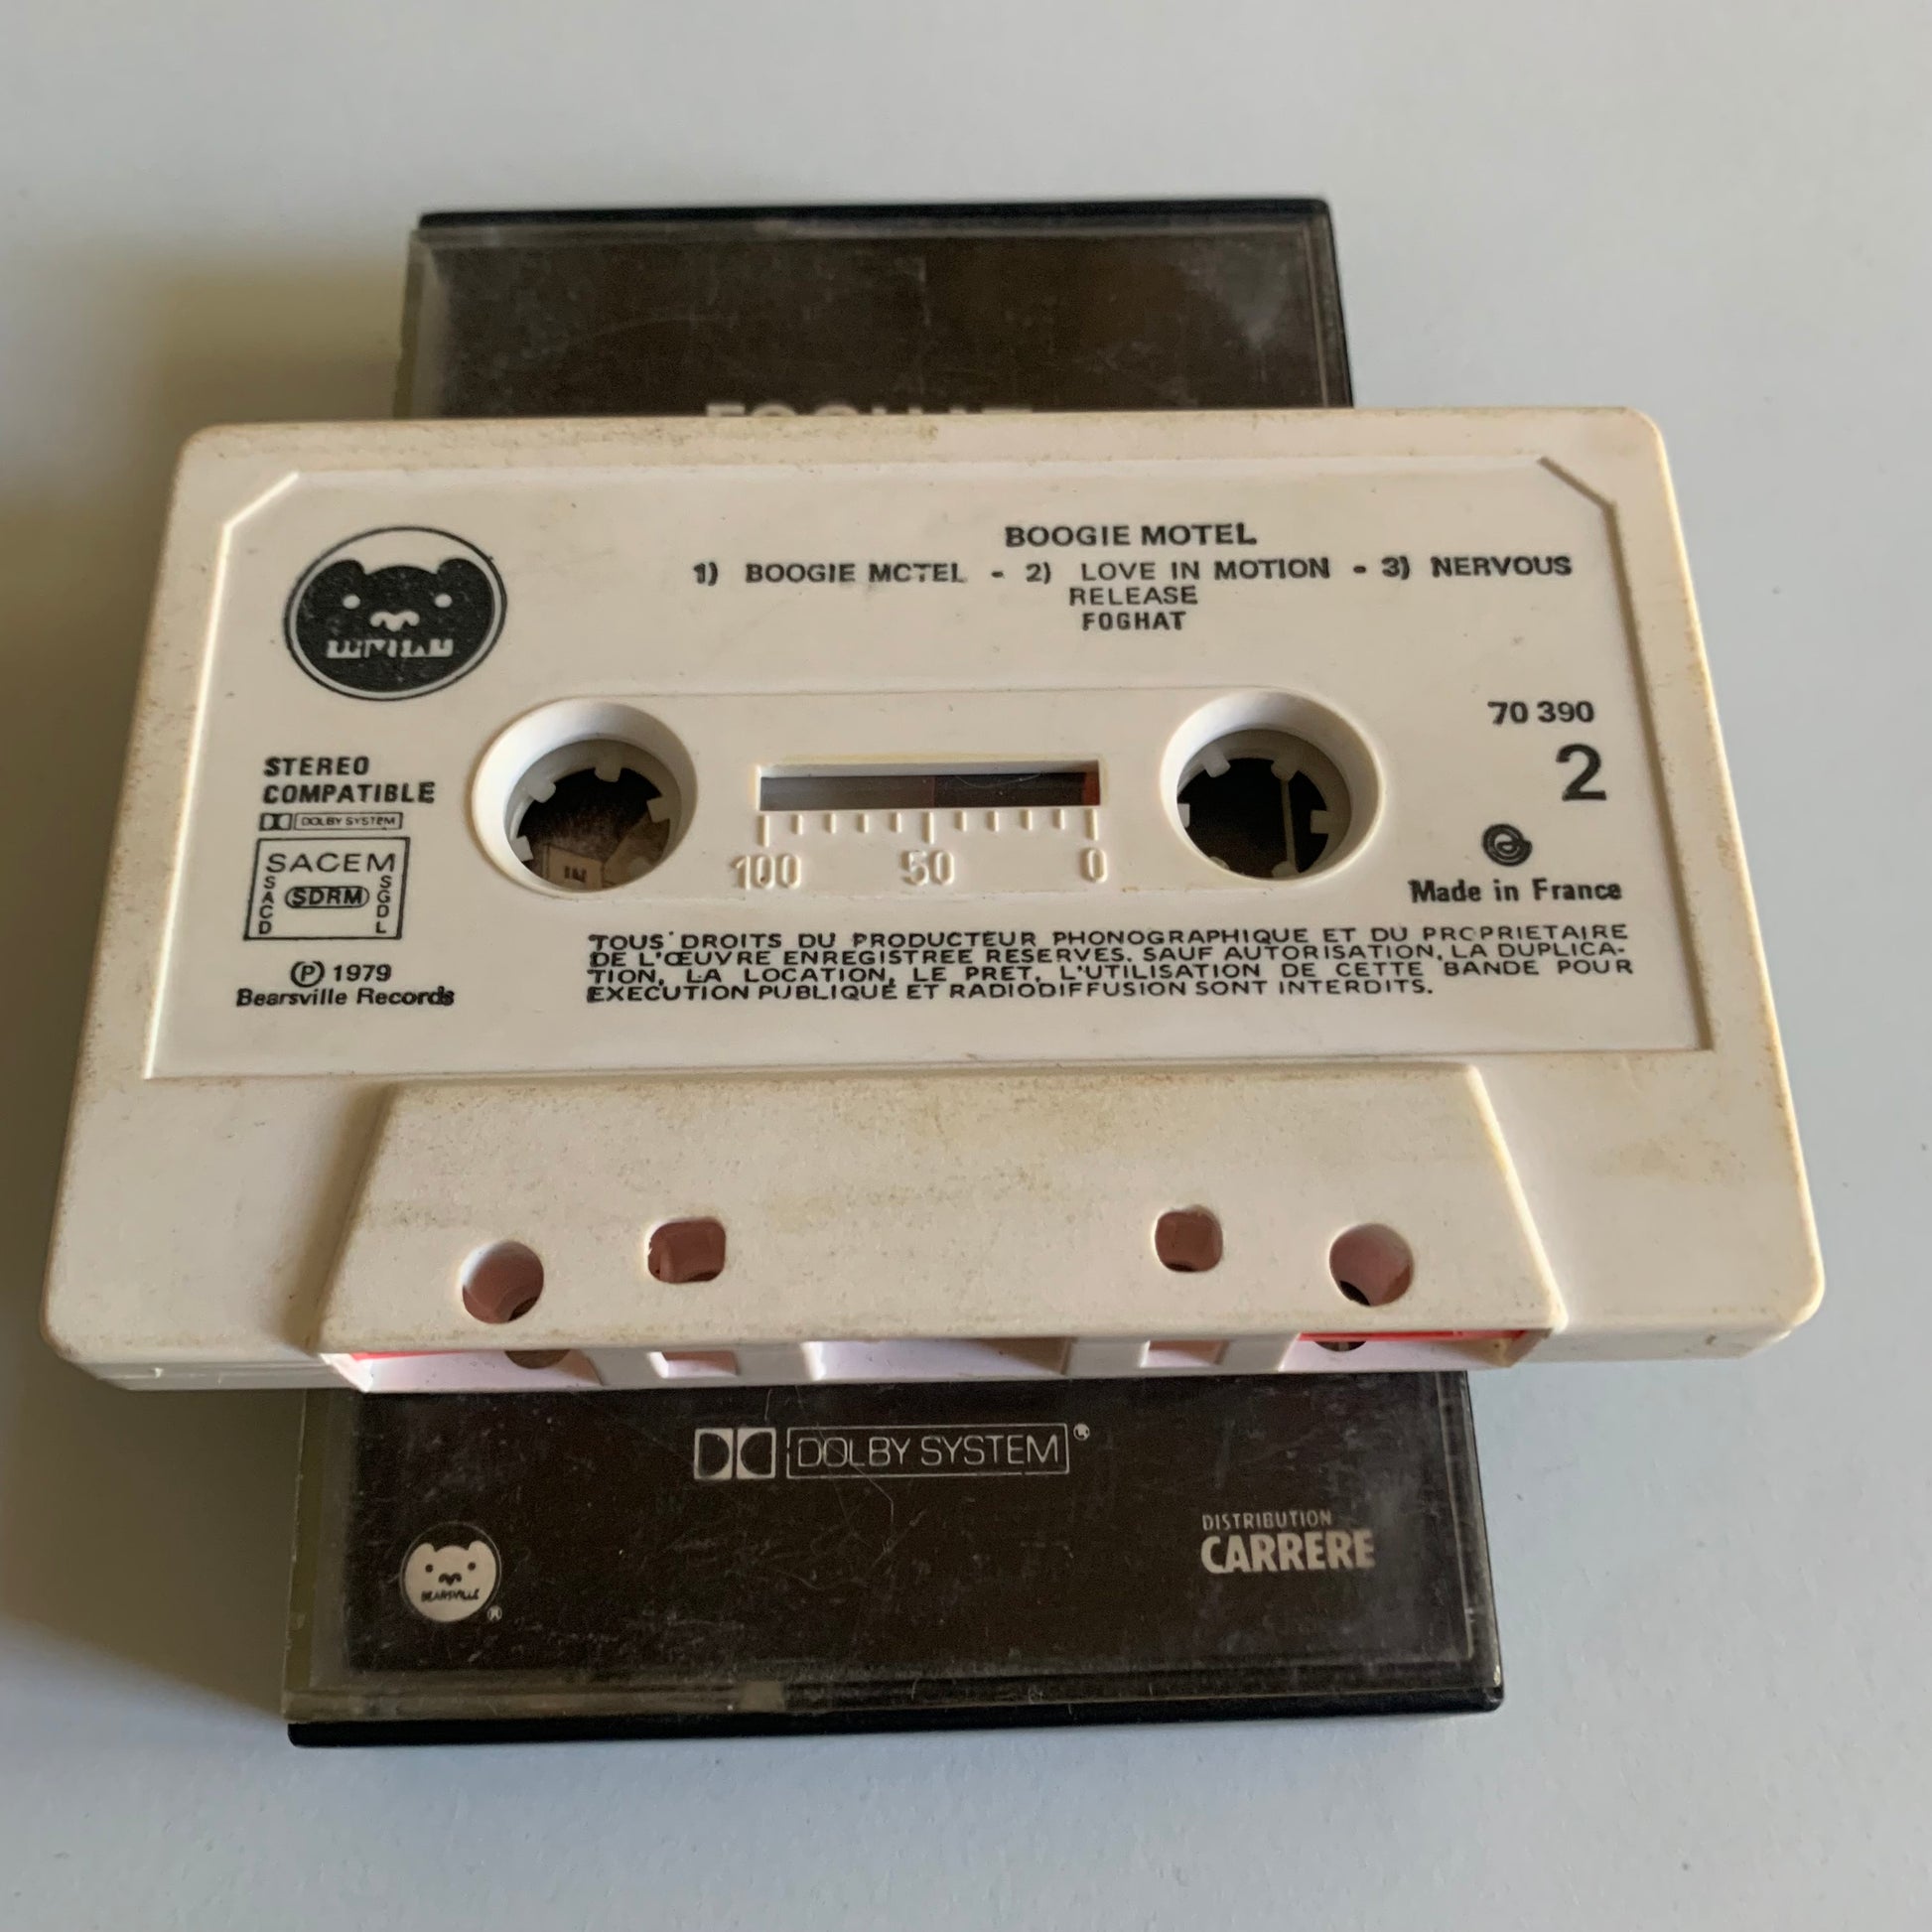 FOGHAT
BOOGIE MOTEL
1) BOOGIE MOTEL - 2) LOVE IN MOTION - 3) NERVOUS
RELEASE
FOGHAT
70 390
2
STEREO
COMPATIBLE
DOLBY SYSTEM
SACEM
SACD
SDRM
SGDL
100 50 0
IN
Made in France
Ⓟ 1979
Bearsville Records
TOUS DROITS DU PRODUCTEUR PHONOGRAPHIQUE ET DU PROPRIETAIRE
DE L'ŒUVRE ENREGISTREE RESERVES. SAUF AUTORISATION, LA DUPLICA-
TION, LA LOCATION, LE PRET, L'UTILISATION DE CETTE BANDE POUR
EXECUTION PUBLIQUE ET RADIODIFFUSION SONT INTERDITS.
DOLBY SYSTEM®
BEARSVILLE ®
DISTRIBUTION
CARRERE